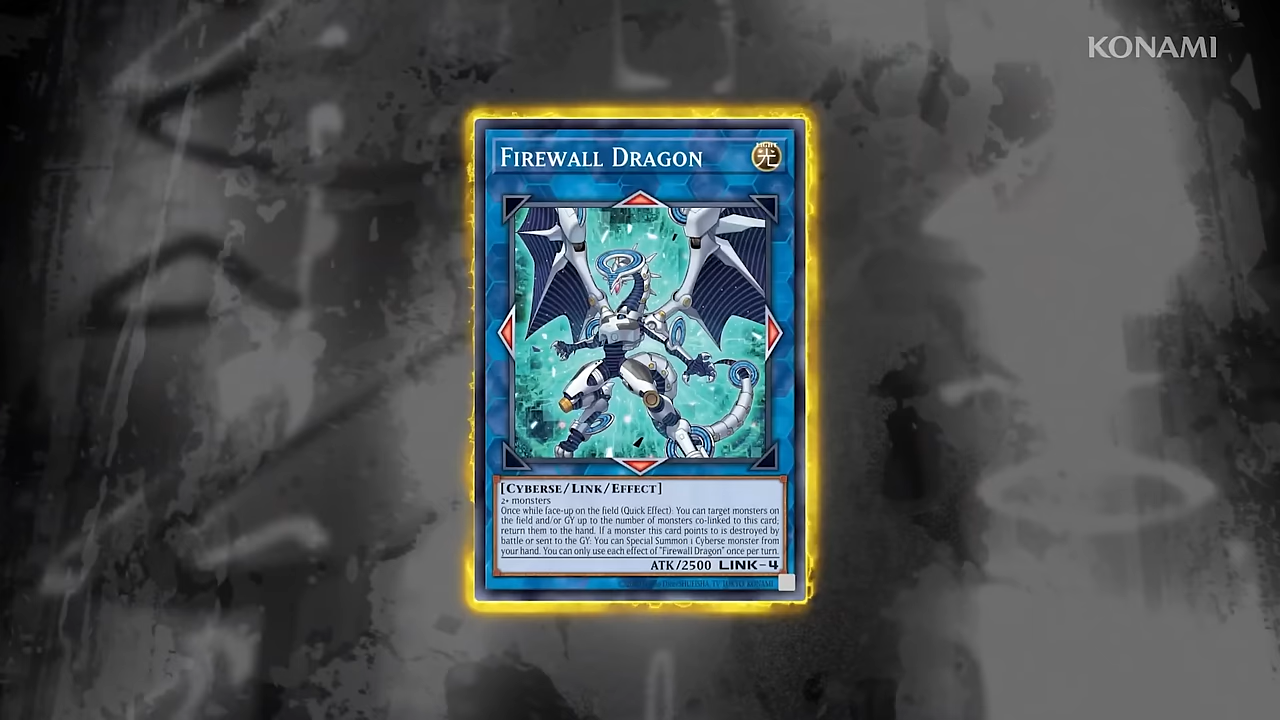 KONAMI
FIREWALL DRAGON
LIGHT
光
[CYBERSE/LINK/EFFECT]
2+ monsters
Once while face-up on the field (Quick Effect): You can target monsters on
the field and/or GY up to the number of monsters co-linked to this card;
return them to the hand. If a monster this card points to is destroyed by
battle or sent to the GY: You can Special Summon 1 Cyberse monster from
your hand. You can only use each effect of "Firewall Dragon" once per turn.
ATK/2500 LINK-4